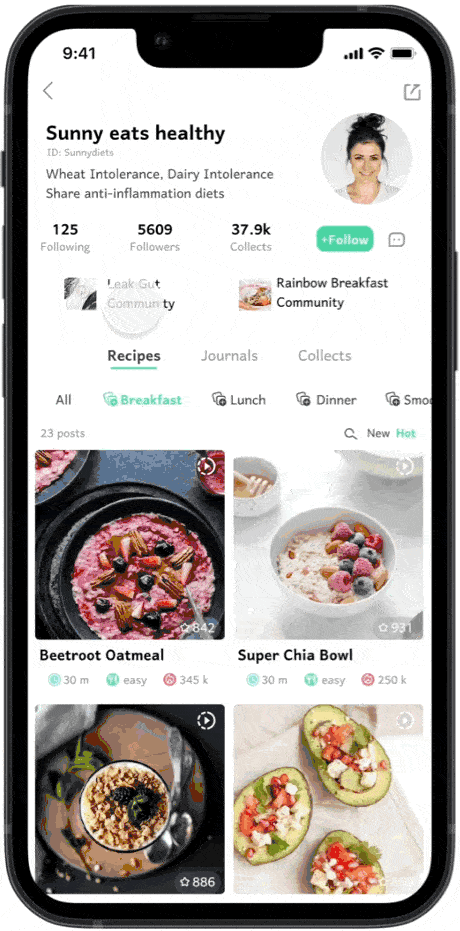 9:41
Sunny eats healthy
ID: Sunnydiets
Wheat Intolerance, Dairy Intolerance
Share anti-inflammation diets
125 5609 37.9k
Following Followers Collects
+Follow
Leak Gut
Community
Rainbow Breakfast
Community
Recipes Journals Collects
All Breakfast Lunch Dinner Smoo
23 posts New Hot
842
931
Beetroot Oatmeal
Super Chia Bowl
30 m easy 345 k
30 m easy 250 k
886